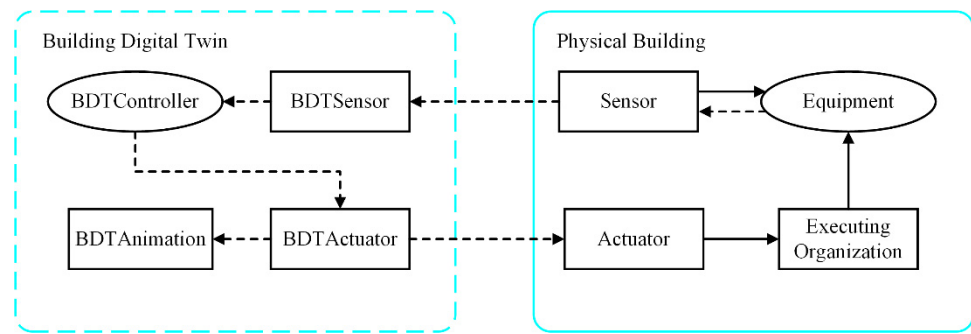 Building Digital Twin
Physical Building
BDTController
BDTSensor
Sensor
Equipment
BDTAnimation
BDTActuator
Actuator
Executing
Organization